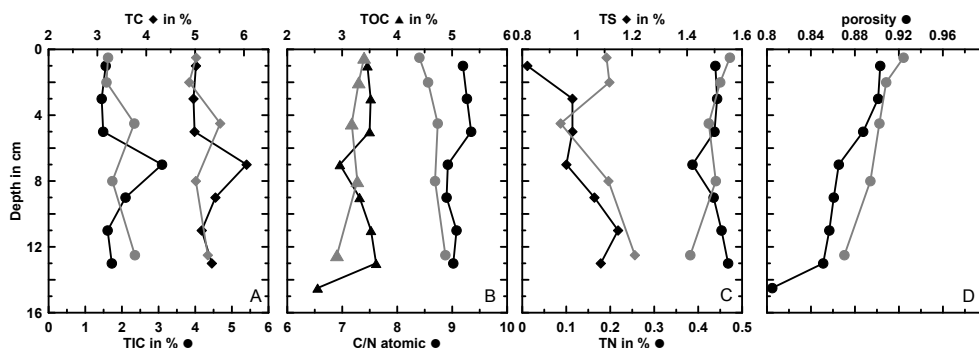 TC ◆ in % TOC ▲ in % TS ◆ in % porosity ●
0 1 2 3 4 5 6 2 3 4 5 6 0.8 1 1.2 1.4 1.6 0.8 0.84 0.88 0.92 0.96 1
0
4
8
12
16
Depth in cm
A B C D
0 1 2 3 4 5 6 6 7 8 9 10 0 0.1 0.2 0.3 0.4 0.5
TIC in % ● C/N atomic ● TN in % ●